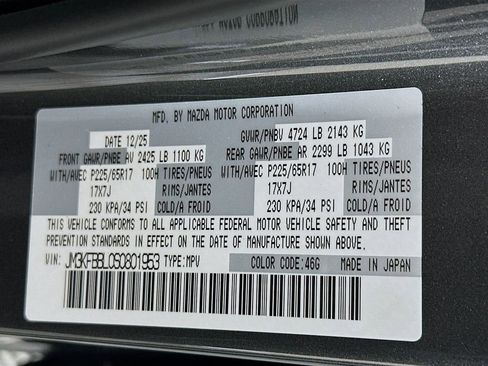 MFD. BY MAZDA MOTOR CORPORATION
DATE 12/25 GVWR/PNBV 4724 LB 2143 KG
FRONT GAWR/PNBE AV 2425 LB 1100 KG REAR GAWR/PNBE AR 2299 LB 1043 KG
WITH/AVEC P225/65R17 100H TIRES/PNEUS WITH/AVEC P225/65R17 100H TIRES/PNEUS
17X7J RIMS/JANTES 17X7J RIMS/JANTES
230 KPA/34 PSI COLD/A FROID 230 KPA/34 PSI COLD/A FROID
THIS VEHICLE CONFORMS TO ALL APPLICABLE FEDERAL MOTOR VEHICLE SAFETY AND THEFT
PREVENTION STANDARDS IN EFFECT ON THE DATE OF MANUFACTURE SHOWN ABOVE.
VIN: JM3KFBBL0S0801953 TYPE: MPV COLOR CODE: 46G MADE IN JAPAN